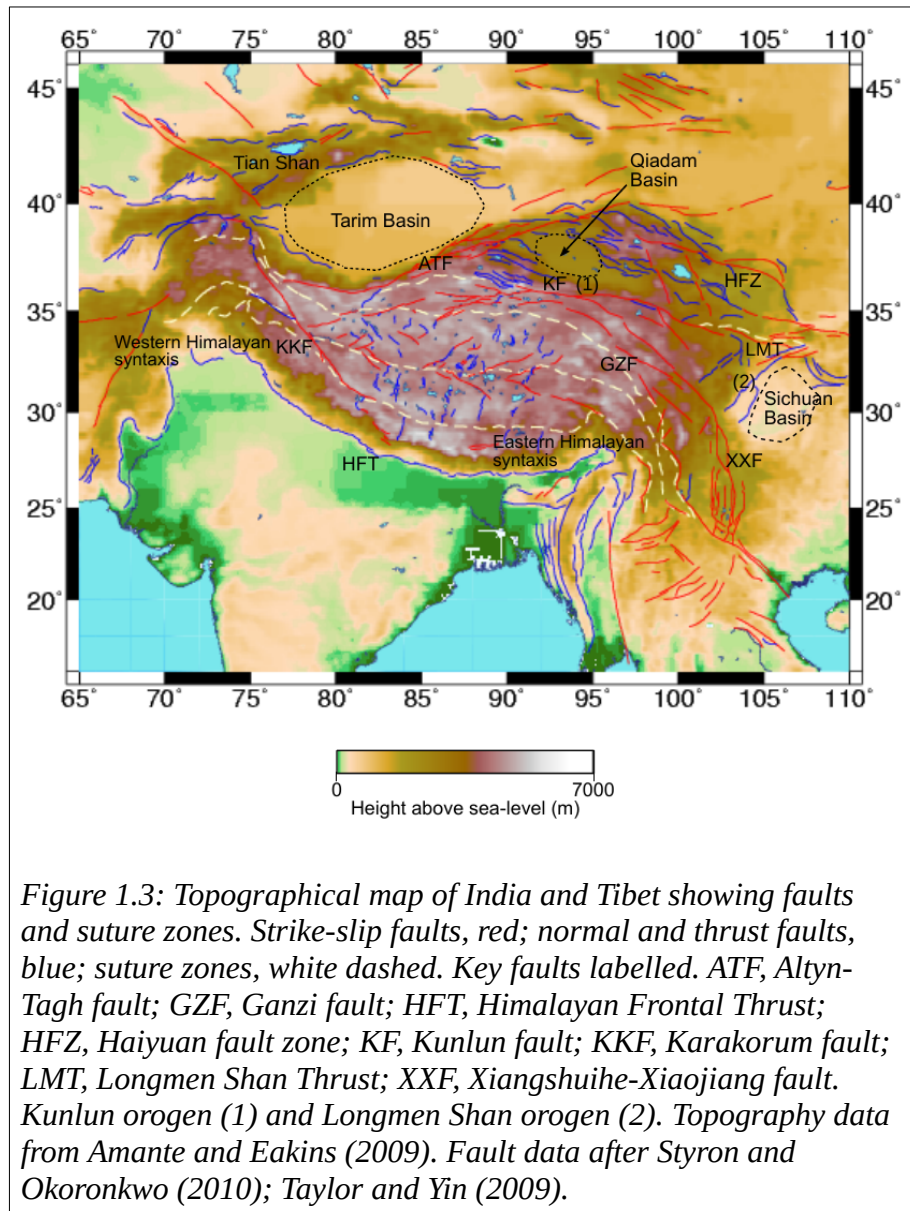 65° 70° 75° 80° 85° 90° 95° 100° 105° 110°
45° 45°
Tian Shan
Qiadam
Basin
40° 40°
Tarim Basin
ATF
KF (1)
HFZ
35° 35°
Western Himalayan
syntaxis
KKF
GZF
LMT
(2)
Sichuan
Basin
30° 30°
Eastern Himalayan
syntaxis
HFT
XXF
25° 25°
20° 20°
65° 70° 75° 80° 85° 90° 95° 100° 105° 110°
0 7000
Height above sea-level (m)
Figure 1.3: Topographical map of India and Tibet showing faults
and suture zones. Strike-slip faults, red; normal and thrust faults,
blue; suture zones, white dashed. Key faults labelled. ATF, Altyn-
Tagh fault; GZF, Ganzi fault; HFT, Himalayan Frontal Thrust;
HFZ, Haiyuan fault zone; KF, Kunlun fault; KKF, Karakorum fault;
LMT, Longmen Shan Thrust; XXF, Xiangshuihe-Xiaojiang fault.
Kunlun orogen (1) and Longmen Shan orogen (2). Topography data
from Amante and Eakins (2009). Fault data after Styron and
Okoronkwo (2010); Taylor and Yin (2009).